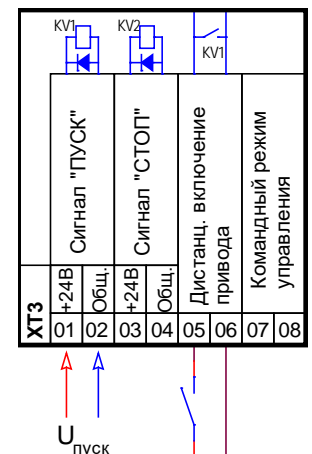 KV1 KV2
KV1
Сигнал "ПУСК"
Сигнал "СТОП"
Дистанц. включение
привода
Командный режим
управления
ХТ3
+24В Общ. +24В Общ.
01 02 03 04 05 06 07 08
Uпуск